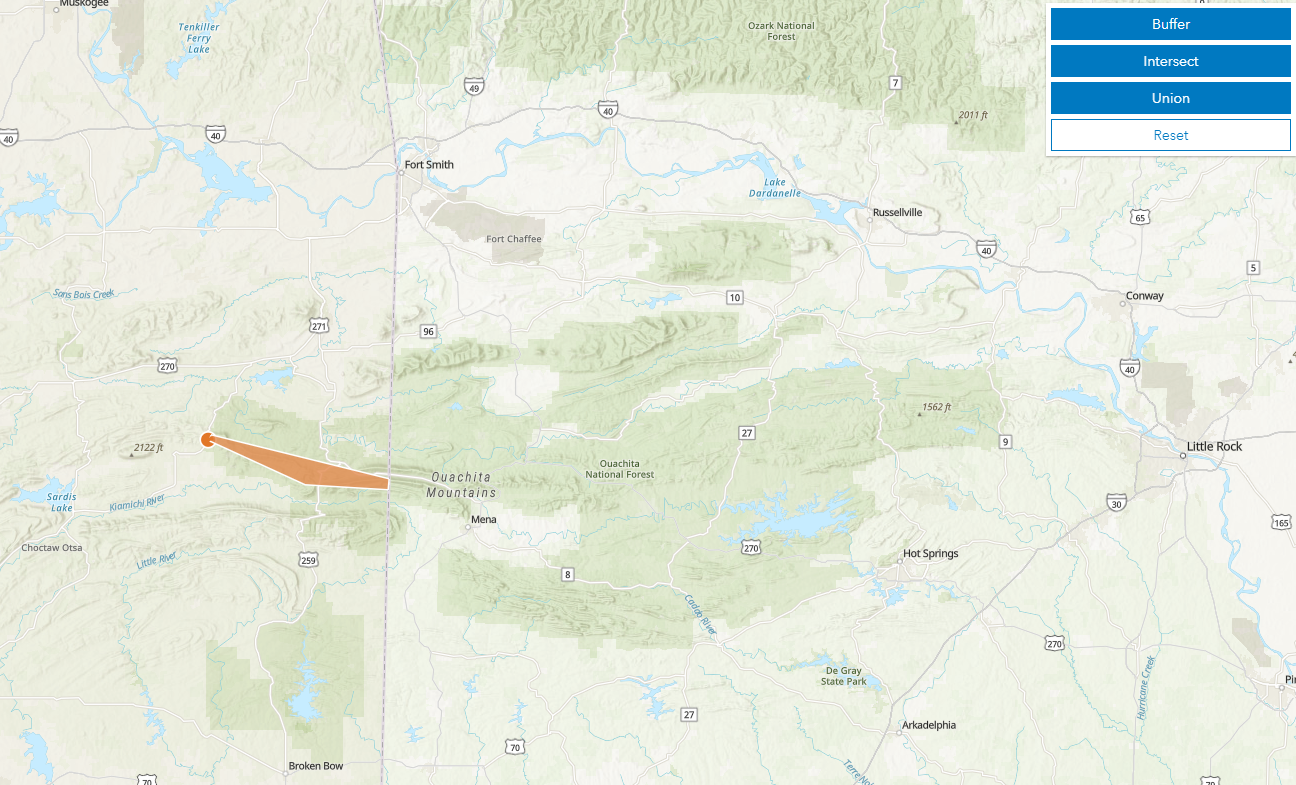 Muskogee
Tenkiller
Ferry
Lake
Ozark National
Forest
Buffer
Intersect
Union
Reset
49
7
40
2011 ft
40
40
Fort Smith
Lake
Dardanelle
Russellville
65
Fort Chaffee
40
5
Sans Bois Creek
10
Conway
271
96
270
9
40
1562 ft
27
9
2122 ft
Little Rock
Ouachita
National Forest
Ouachita
Mountains
Sardis
Lake
Kiamichi River
30
Mena
165
Choctaw Otsa
270
Hot Springs
Little River
259
8
Caddo River
270
De Gray
State Park
Hurricane Creek
27
Arkadelphia
70
Broken Bow
70
70